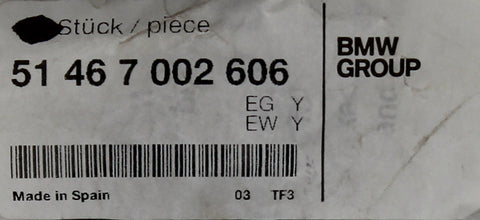 Stück / piece
51 46 7 002 606
EG Y
EW Y
Made in Spain 03 TF3
BMW
GROUP